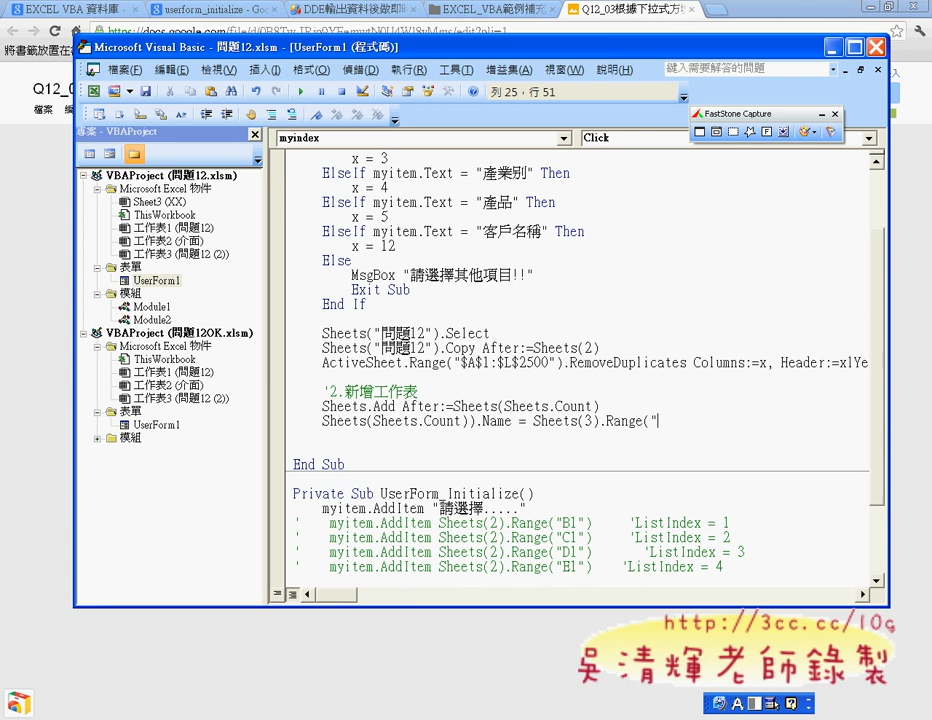 EXCEL VBA 資料庫 -
userform_initialize - Goo
DDE輸出資料後做即
EXCEL_VBA範例補充
Q12_03根據下拉式方塊
將書籤放置在
Q12_0
檔案 編
Microsoft Visual Basic - 問題12.xlsm - [UserForm1 (程式碼)]
檔案(F) 編輯(E) 檢視(V) 插入(I) 格式(O) 偵錯(D) 執行(R) 工具(T) 增益集(A) 視窗(W) 說明(H) 鍵入需要解答的問題
列 25，行 51
FastStone Capture
專案 - VBAProject
myindex
Click
VBAProject (問題12.xlsm)
Microsoft Excel 物件
Sheet3 (XX)
ThisWorkbook
工作表1 (問題12)
工作表2 (介面)
工作表3 (問題12 (2))
表單
UserForm1
模組
Module1
Module2
VBAProject (問題12OK.xlsm)
Microsoft Excel 物件
ThisWorkbook
工作表1 (問題12)
工作表2 (介面)
工作表3 (問題12 (2))
表單
UserForm1
模組
x = 3
ElseIf myitem.Text = "產業別" Then
x = 4
ElseIf myitem.Text = "產品" Then
x = 5
ElseIf myitem.Text = "客戶名稱" Then
x = 12
Else
MsgBox "請選擇其他項目!!"
Exit Sub
End If
Sheets("問題12").Select
Sheets("問題12").Copy After:=Sheets(2)
ActiveSheet.Range("$A$1:$L$2500").RemoveDuplicates Columns:=x, Header:=xlYe
'2.新增工作表
Sheets.Add After:=Sheets(Sheets.Count)
Sheets(Sheets.Count)).Name = Sheets(3).Range("
End Sub
Private Sub UserForm_Initialize()
myitem.AddItem "請選擇....."
' myitem.AddItem Sheets(2).Range("B1") 'ListIndex = 1
' myitem.AddItem Sheets(2).Range("C1") 'ListIndex = 2
' myitem.AddItem Sheets(2).Range("D1") 'ListIndex = 3
' myitem.AddItem Sheets(2).Range("E1") 'ListIndex = 4
http://3cc.cc/10g
吳清輝老師錄製